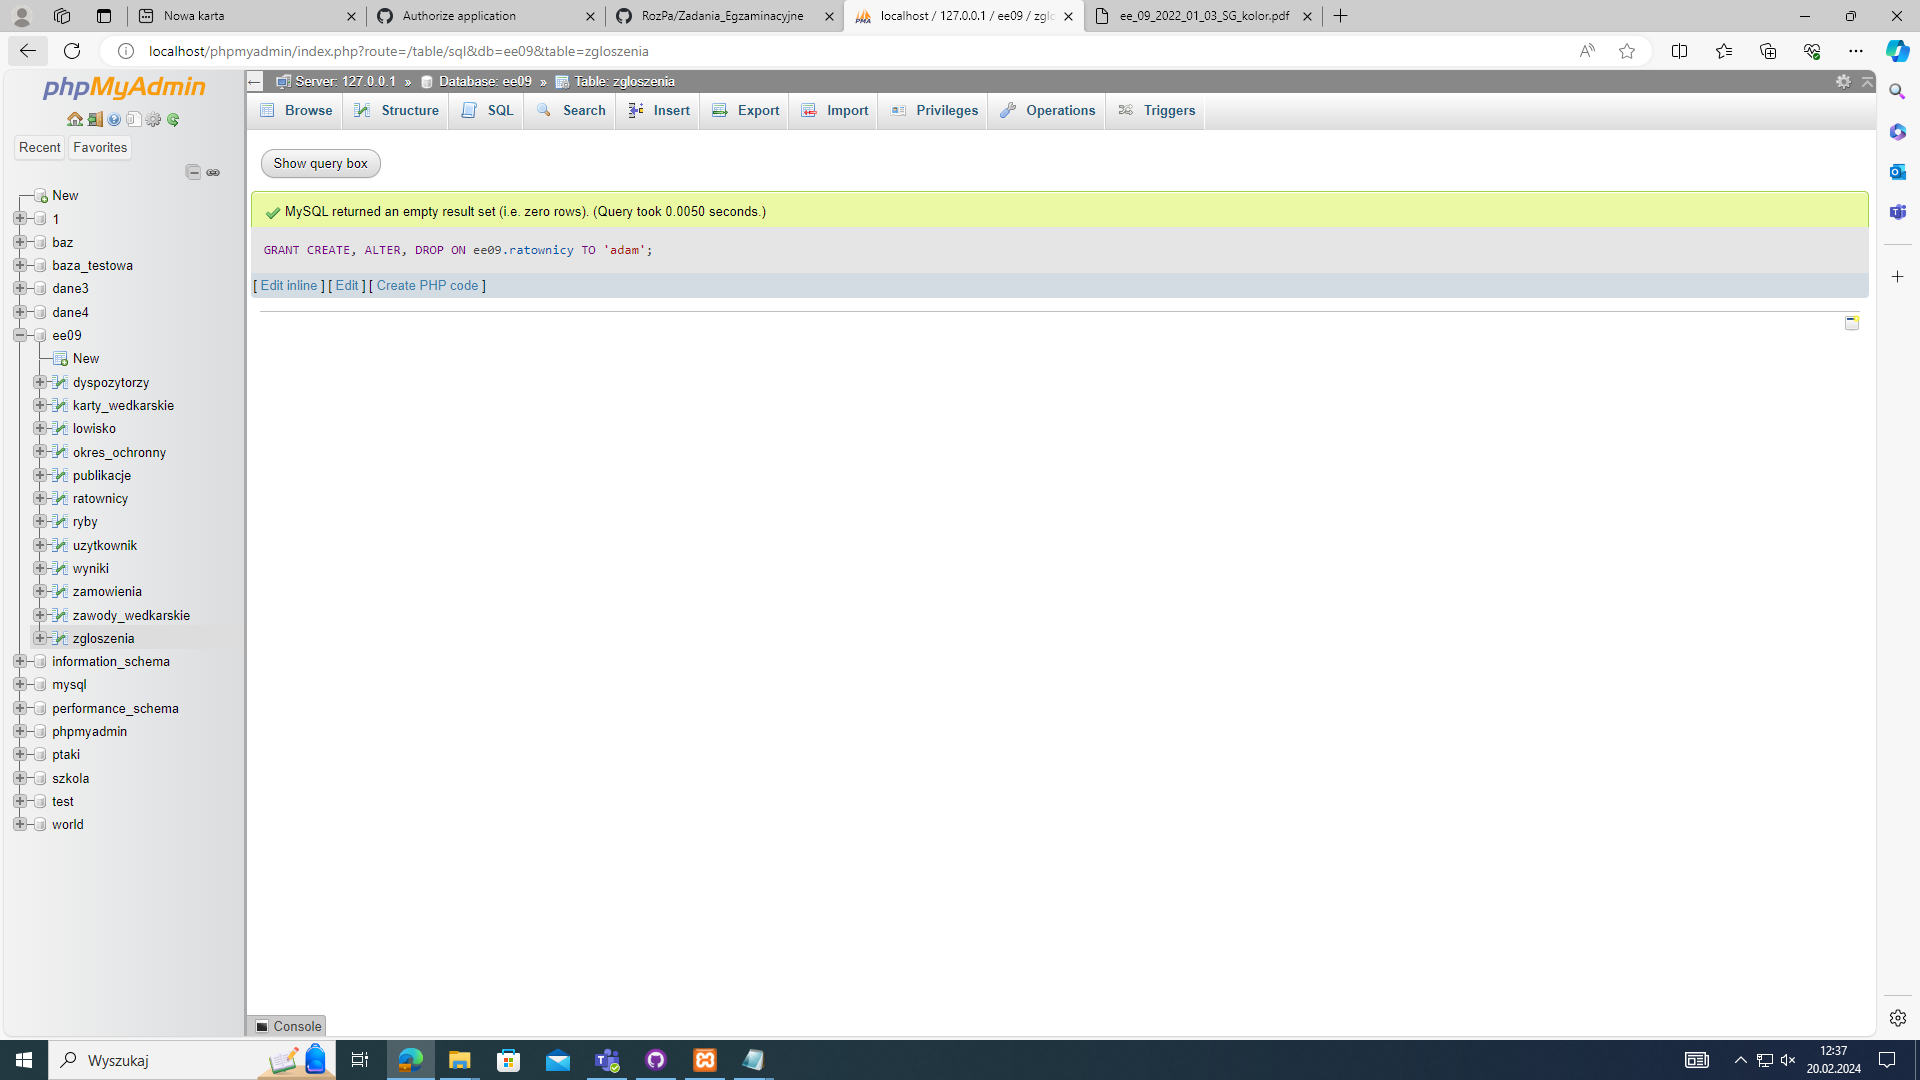 Nowa karta
Authorize application
RozPa/Zadania_Egzaminacyjne
localhost / 127.0.0.1 / ee09 / zglo
ee_09_2022_01_03_SG_kolor.pdf
localhost/phpmyadmin/index.php?route=/table/sql&db=ee09&table=zgloszenia
phpMyAdmin
Recent
Favorites
New
1
baz
baza_testowa
dane3
dane4
ee09
New
dyspozytorzy
karty_wedkarskie
lowisko
okres_ochronny
publikacje
ratownicy
ryby
uzytkownik
wyniki
zamowienia
zawody_wedkarskie
zgloszenia
information_schema
mysql
performance_schema
phpmyadmin
ptaki
szkola
test
world
Server: 127.0.0.1 » Database: ee09 » Table: zgloszenia
Browse Structure SQL Search Insert Export Import Privileges Operations Triggers
Show query box
MySQL returned an empty result set (i.e. zero rows). (Query took 0.0050 seconds.)
GRANT CREATE, ALTER, DROP ON ee09.ratownicy TO 'adam';
[ Edit inline ] [ Edit ] [ Create PHP code ]
Console
Wyszukaj
12:37
20.02.2024